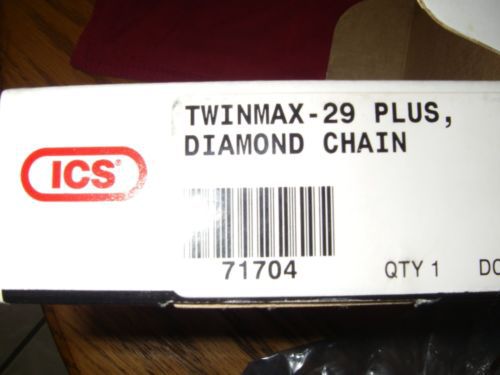 TWINMAX-29 PLUS,
DIAMOND CHAIN
ICS®
71704
QTY 1